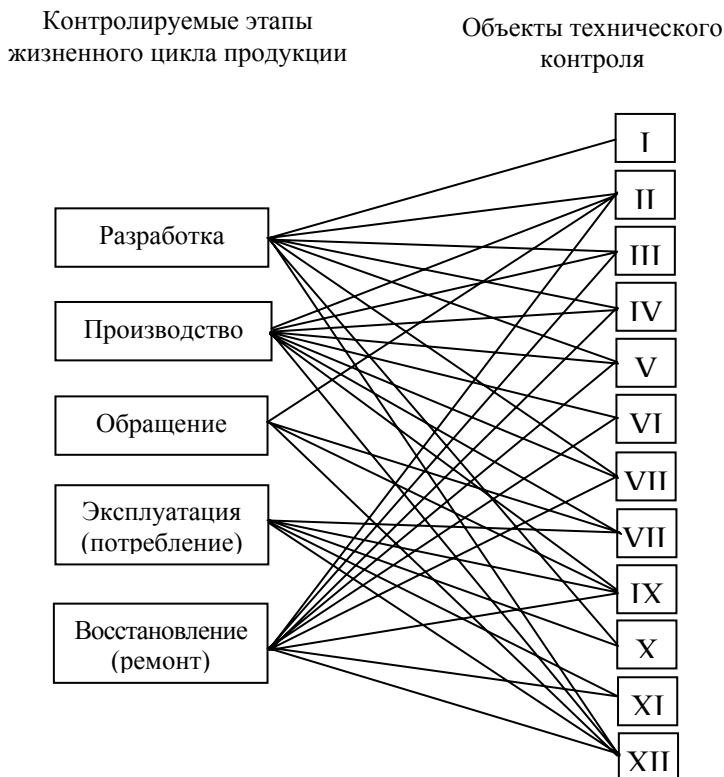 Контролируемые этапы
жизненного цикла продукции
Объекты технического
контроля
I
II
Разработка
III
IV
Производство
V
VI
Обращение
VII
Эксплуатация
(потребление)
VII
IX
Восстановление
(ремонт)
X
XI
XII